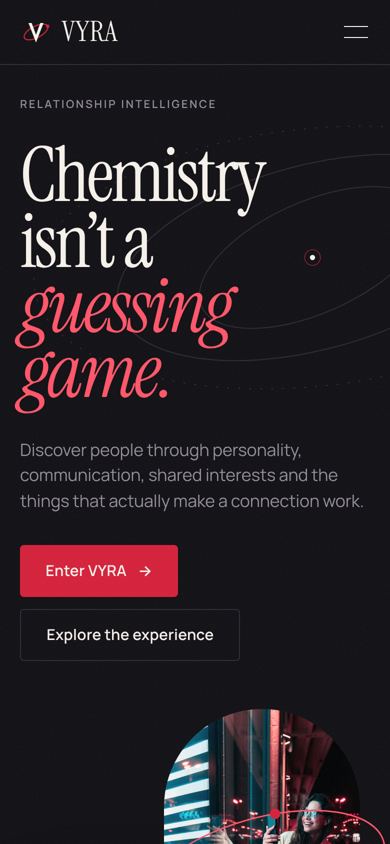 VYRA
RELATIONSHIP INTELLIGENCE
Chemistry
isn’t a
guessing
game.
Discover people through personality,
communication, shared interests and the
things that actually make a connection work.
Enter VYRA →
Explore the experience